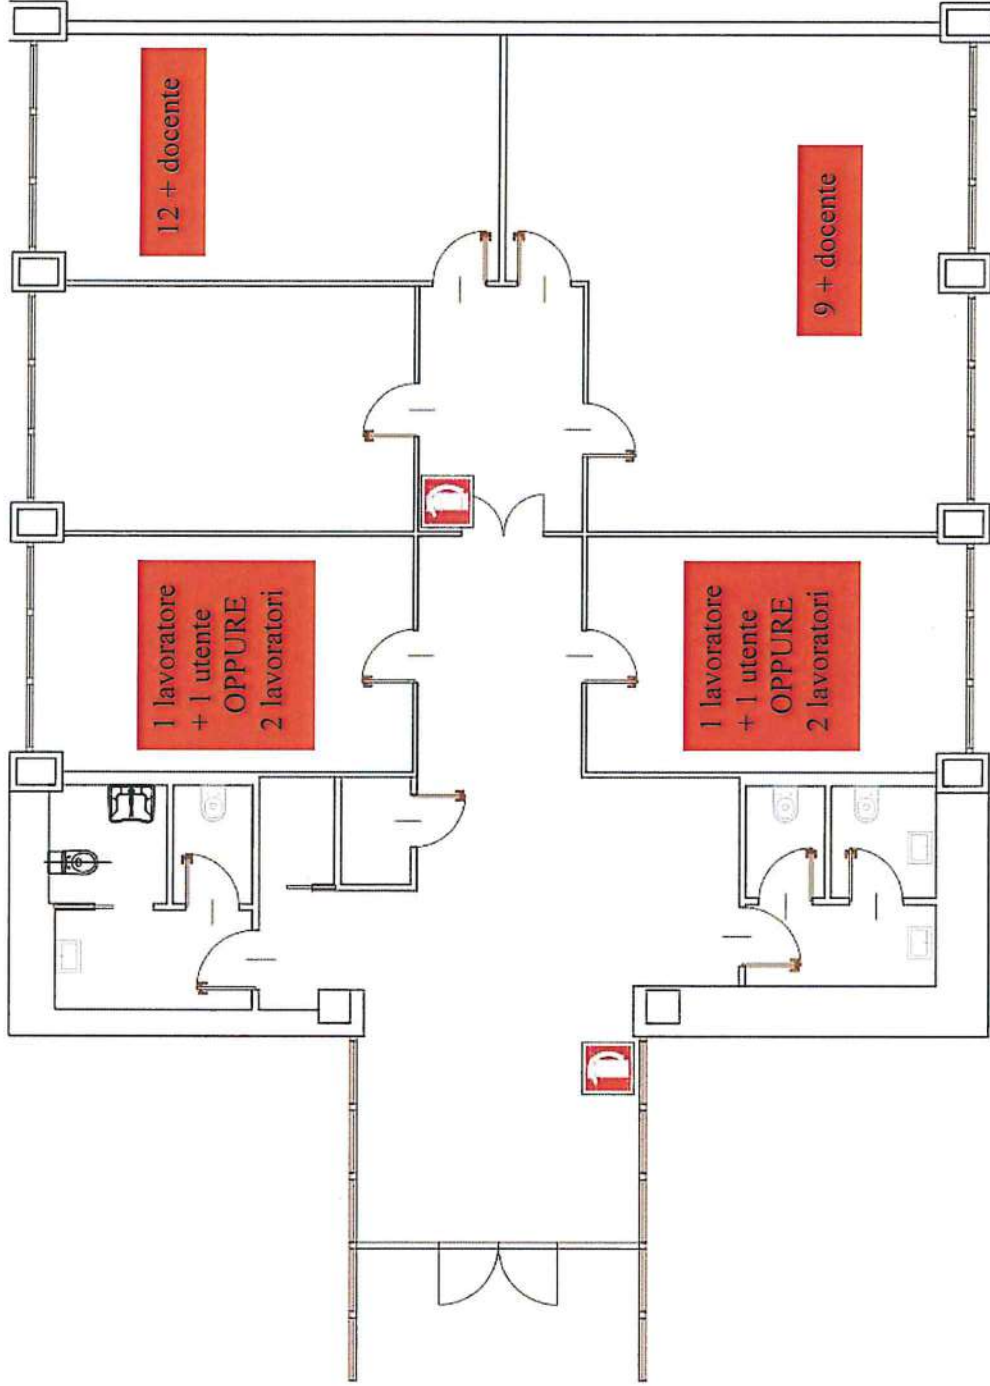 12 + docente
9 + docente
1 lavoratore
+ 1 utente
OPPURE
2 lavoratori
1 lavoratore
+ 1 utente
OPPURE
2 lavoratori